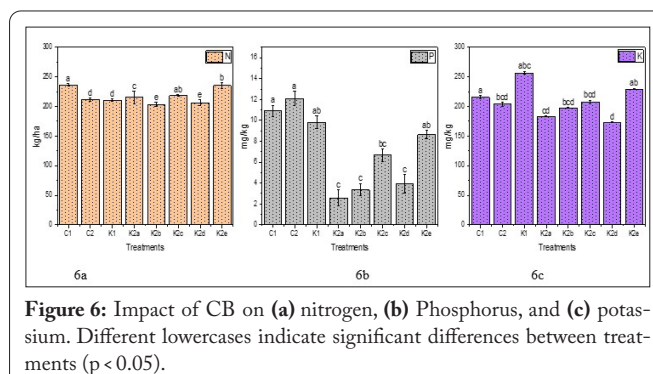 300
250
200
150
100
50
0
kg/ha
N
a
d
d
c
e
ab
e
b
C1 C2 K1 K2a K2b K2c K2d K2e
Treatments
6a
16
14
12
10
8
6
4
2
0
mg/kg
P
a
a
ab
c
c
bc
c
ab
C1 C2 K1 K2a K2b K2c K2d K2e
Treatments
6b
300
250
200
150
100
50
0
mg/kg
K
a
bcd
abc
cd
bcd
bcd
d
ab
C1 C2 K1 K2a K2b K2c K2d K2e
Treatments
6c
Figure 6: Impact of CB on (a) nitrogen, (b) Phosphorus, and (c) potas-
sium. Different lowercases indicate significant differences between treat-
ments (p < 0.05).